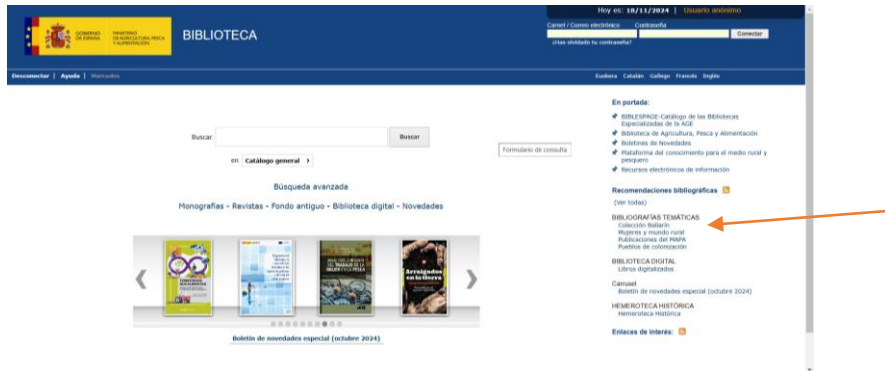 Hoy es: 18/11/2024 | Usuario anónimo
GOBIERNO DE ESPAÑA
MINISTERIO DE AGRICULTURA, PESCA Y ALIMENTACIÓN
BIBLIOTECA
Carnet / Correo electrónico Contraseña
Conectar
¿Has olvidado tu contraseña?
Desconectar | Ayuda | Marcados
Euskera Catalán Gallego Francés Inglés
Buscar: Buscar
en: Catálogo general
Formulario de consulta
Búsqueda avanzada
Monografías - Revistas - Fondo antiguo - Biblioteca digital - Novedades
Arraigados
en la tierra
Boletín de novedades especial (octubre 2024)
En portada:
BIBLESPAGE-Catálogo de las Bibliotecas
Especializadas de la AGE
Biblioteca de Agricultura, Pesca y Alimentación
Boletines de Novedades
Plataforma del conocimiento para el medio rural y
pesquero
Recursos electrónicos de información
Recomendaciones bibliográficas
(Ver todas)
BIBLIOGRAFÍAS TEMÁTICAS
Colección Ballarín
Mujeres y mundo rural
Publicaciones del MAPA
Pueblos de colonización
BIBLIOTECA DIGITAL
Libros digitalizados
Carrusel
Boletín de novedades especial (octubre 2024)
HEMEROTECA HISTÓRICA
Hemeroteca Histórica
Enlaces de interés: